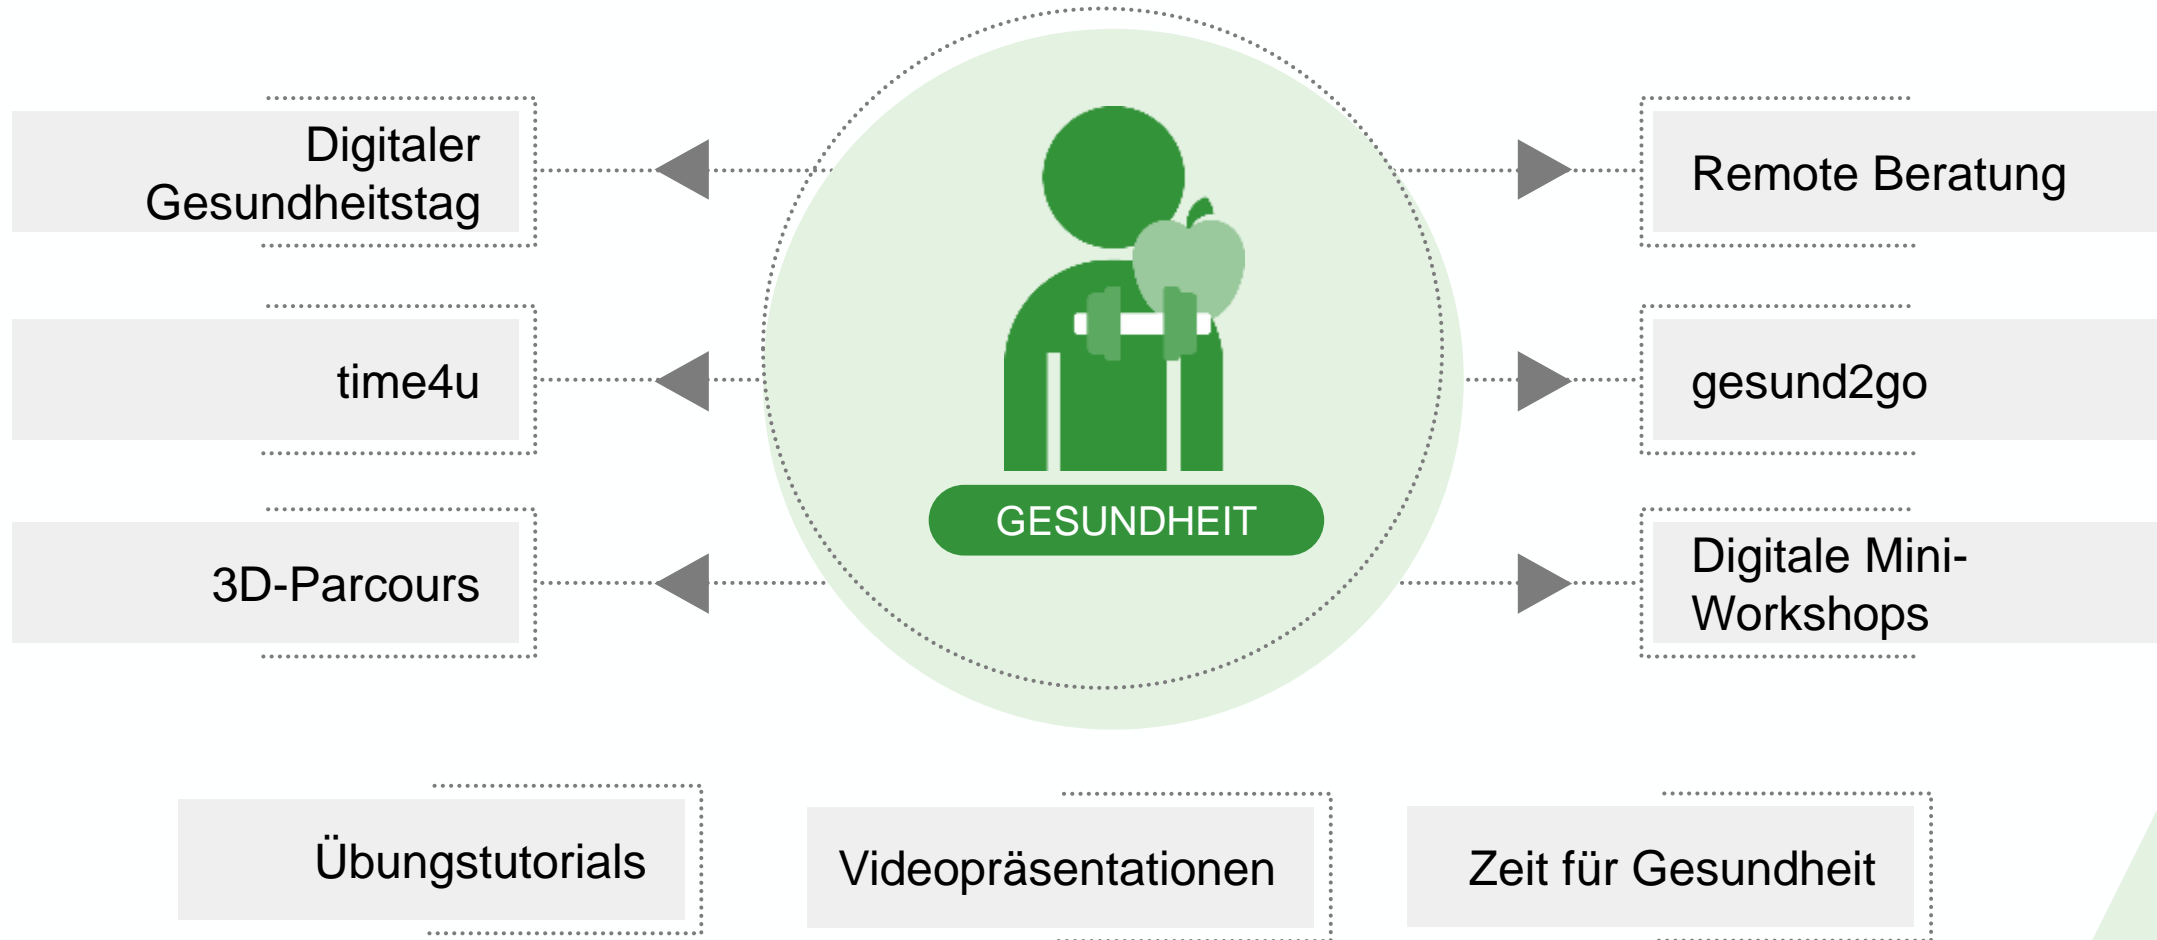 Digitaler
Gesundheitstag
Remote Beratung
time4u
gesund2go
GESUNDHEIT
3D-Parcours
Digitale Mini-
Workshops
Übungstutorials
Videopräsentationen
Zeit für Gesundheit